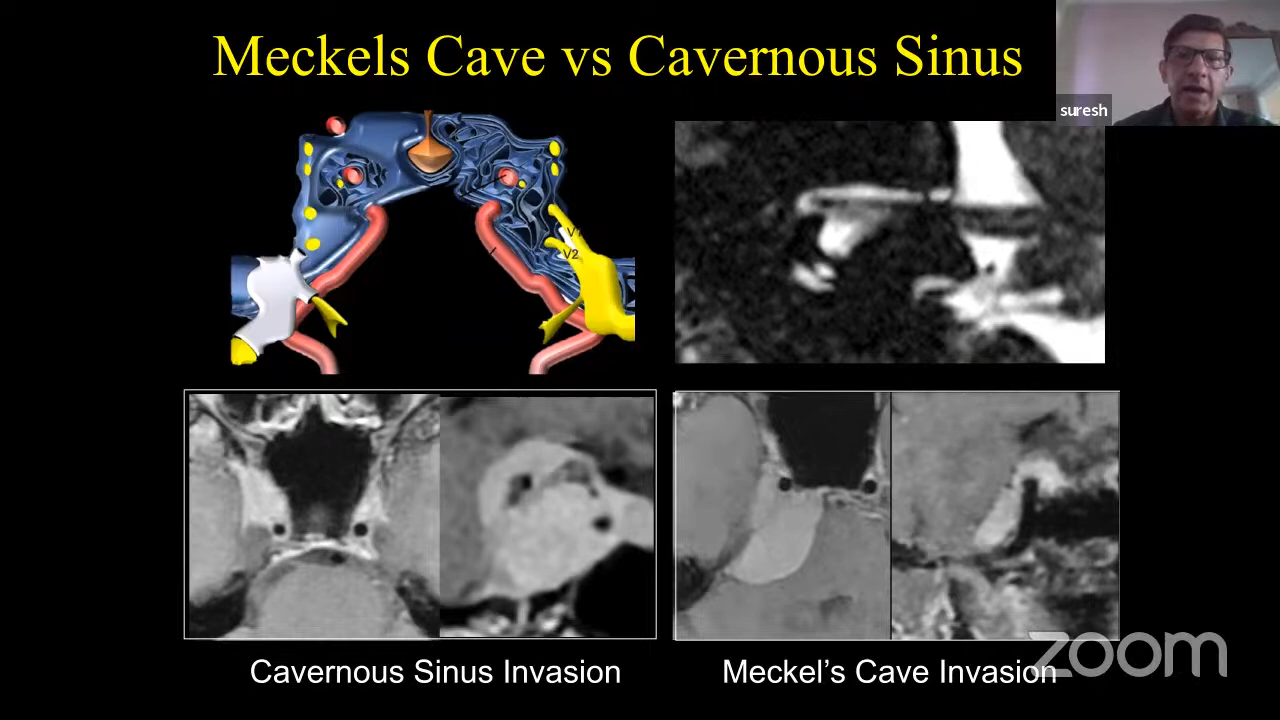 Meckels Cave vs Cavernous Sinus
suresh
V1
V2
Cavernous Sinus Invasion
Meckel’s Cave Invasion
zoom